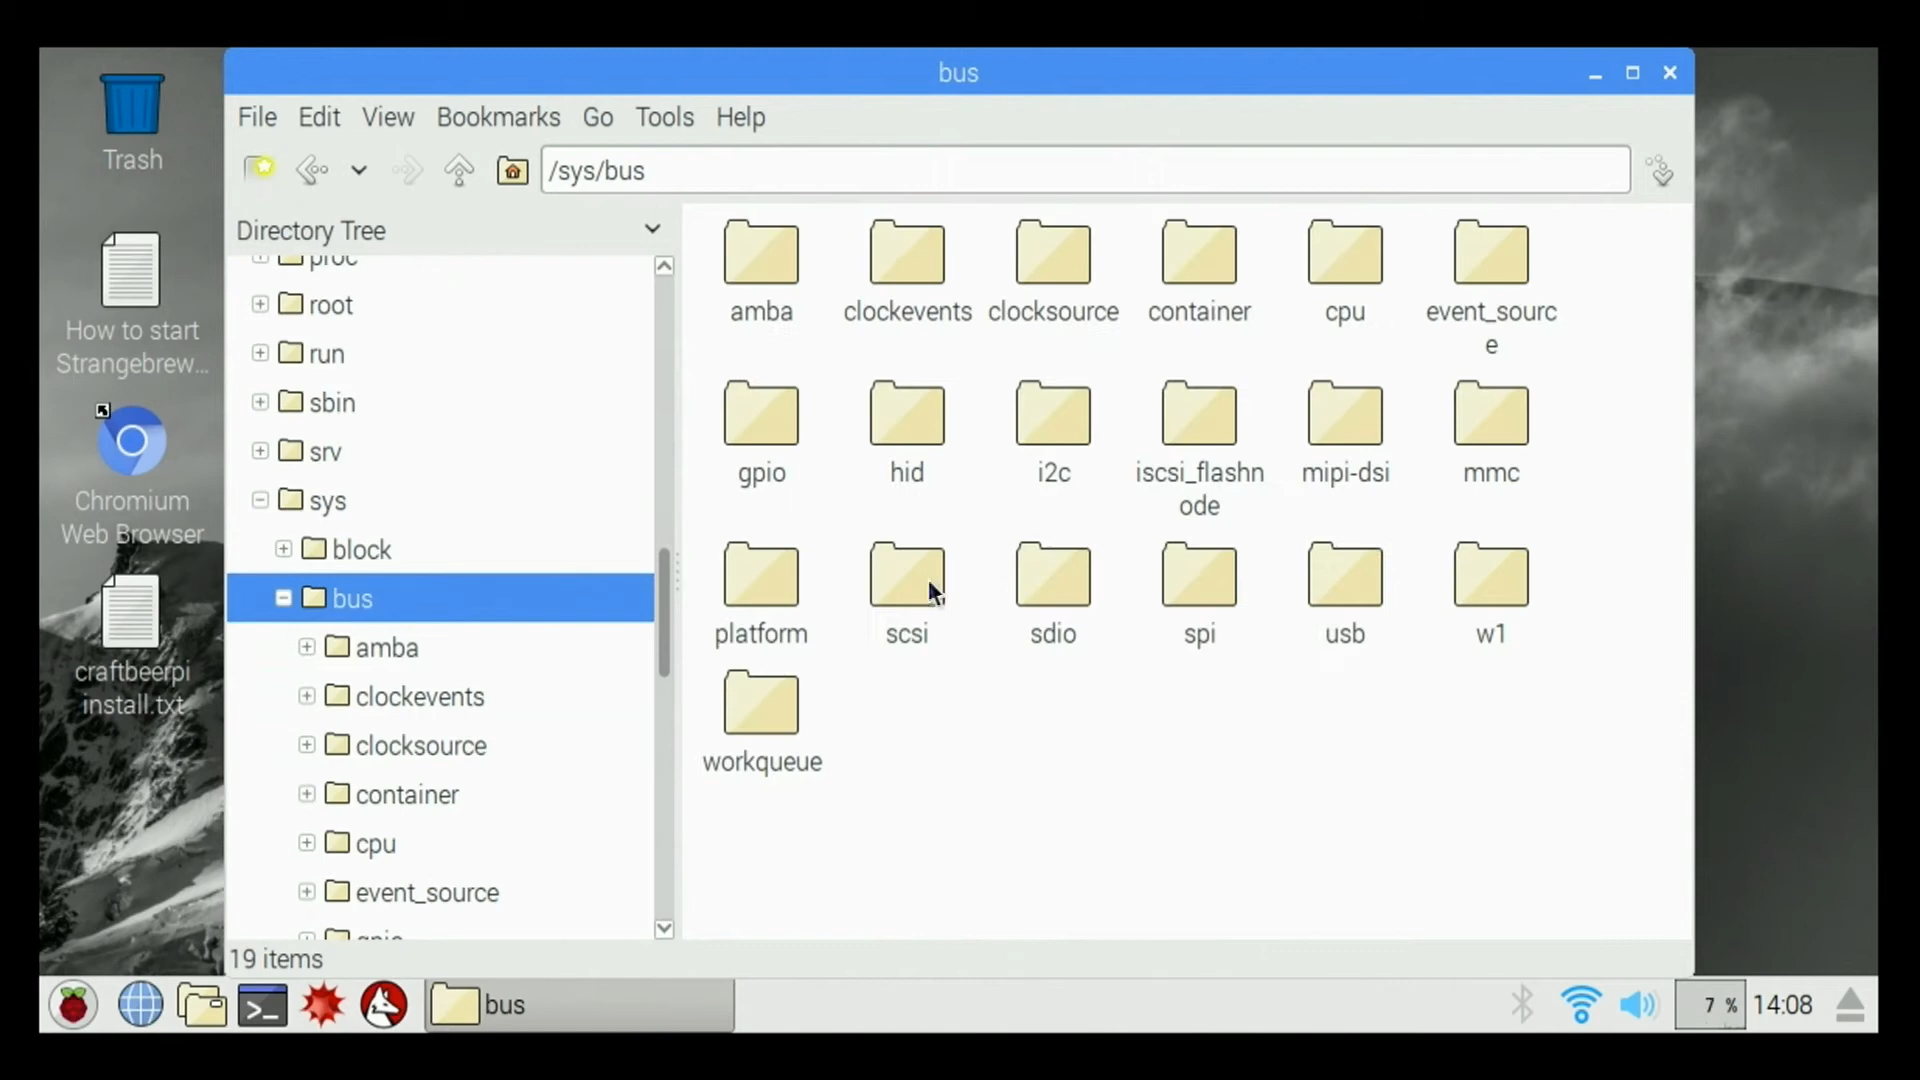 bus
File Edit View Bookmarks Go Tools Help
/sys/bus
Directory Tree
proc
root
run
sbin
srv
sys
block
bus
amba
clockevents
clocksource
container
cpu
event_source
gpio
amba clockevents clocksource container cpu event_sourc
e
gpio hid i2c iscsi_flashn mipi-dsi mmc
ode
platform scsi sdio spi usb w1
workqueue
19 items
Trash
How to start
Strangebrew...
Chromium
Web Browser
craftbeerpi
install.txt
bus
7 %
14:08